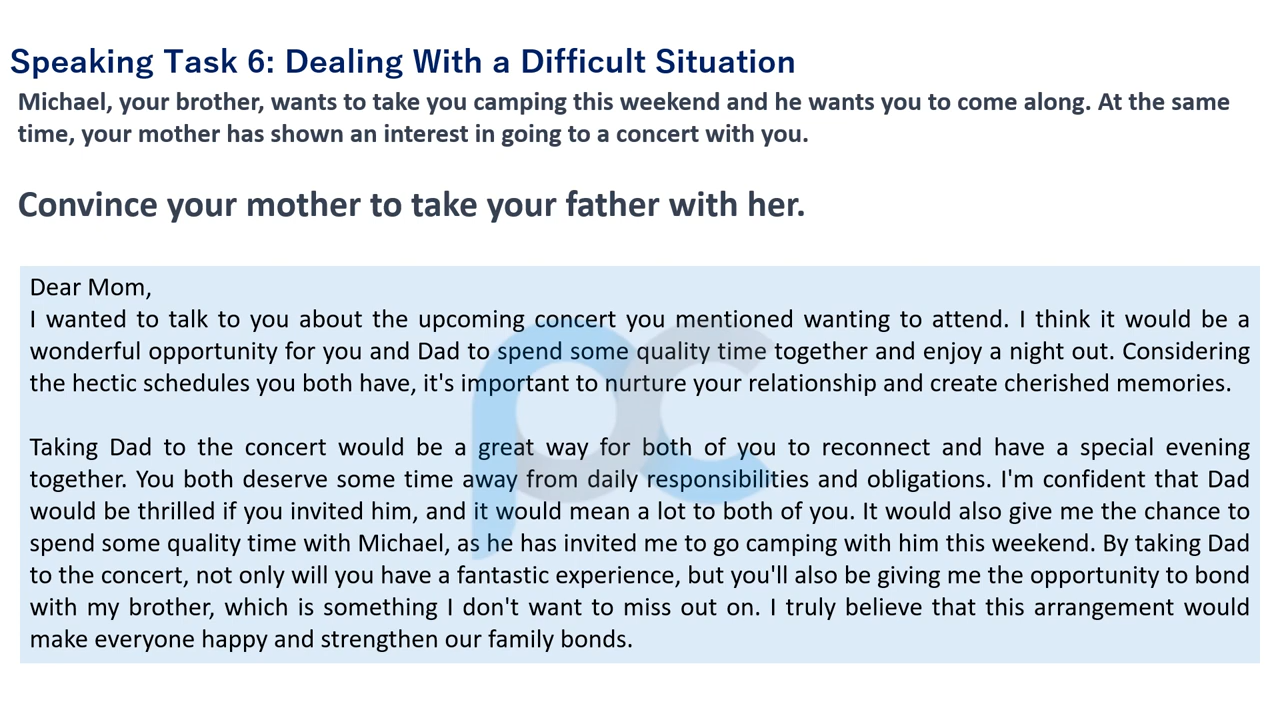 Speaking Task 6: Dealing With a Difficult Situation
Michael, your brother, wants to take you camping this weekend and he wants you to come along. At the same
time, your mother has shown an interest in going to a concert with you.
Convince your mother to take your father with her.
Dear Mom,
I wanted to talk to you about the upcoming concert you mentioned wanting to attend. I think it would be a
wonderful opportunity for you and Dad to spend some quality time together and enjoy a night out. Considering
the hectic schedules you both have, it's important to nurture your relationship and create cherished memories.
Taking Dad to the concert would be a great way for both of you to reconnect and have a special evening
together. You both deserve some time away from daily responsibilities and obligations. I'm confident that Dad
would be thrilled if you invited him, and it would mean a lot to both of you. It would also give me the chance to
spend some quality time with Michael, as he has invited me to go camping with him this weekend. By taking Dad
to the concert, not only will you have a fantastic experience, but you'll also be giving me the opportunity to bond
with my brother, which is something I don't want to miss out on. I truly believe that this arrangement would
make everyone happy and strengthen our family bonds.
pc